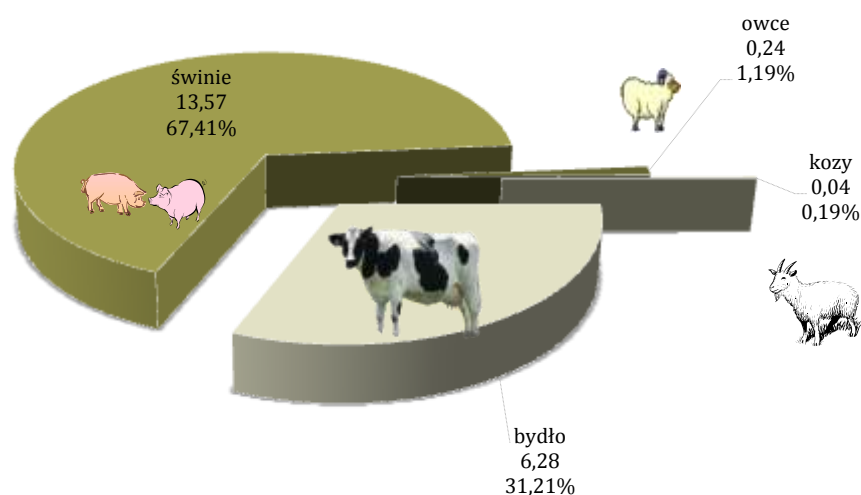 owce
0,24
1,19%
świnie
13,57
67,41%
kozy
0,04
0,19%
bydło
6,28
31,21%